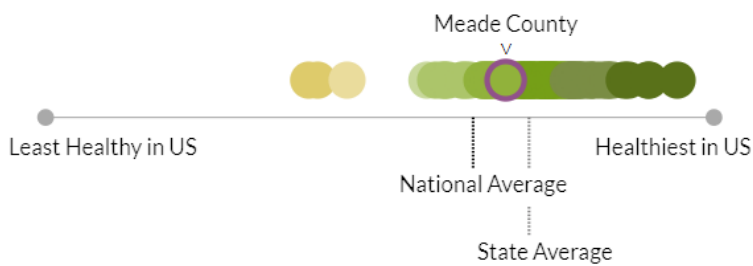 Meade County
Least Healthy in US
Healthiest in US
National Average
State Average